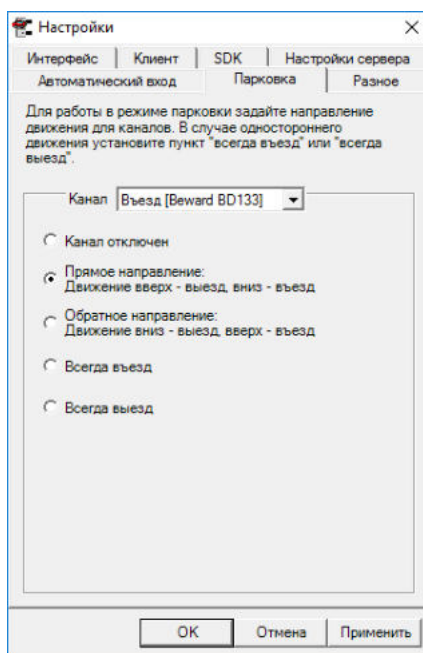 Настройки
Интерфейс Клиент SDK Настройки сервера
Автоматический вход Парковка Разное
Для работы в режиме парковки задайте направление
движения для каналов. В случае одностороннего
движения установите пункт "всегда въезд" или "всегда
выезд".
Канал Въезд [Beward BD133]
Канал отключен
Прямое направление:
Движение вверх - выезд, вниз - въезд
Обратное направление:
Движение вниз - выезд, вверх - въезд
Всегда въезд
Всегда выезд
OK Отмена Применить